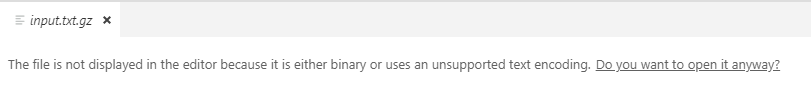 input.txt.gz
The file is not displayed in the editor because it is either binary or uses an unsupported text encoding. Do you want to open it anyway?